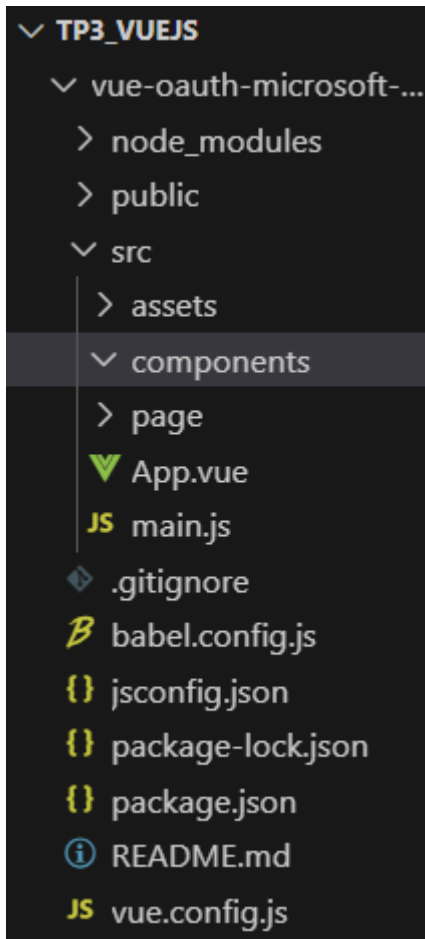 TP3_VUEJS
vue-oauth-microsoft-...
node_modules
public
src
assets
components
page
App.vue
JS main.js
.gitignore
babel.config.js
{} jsconfig.json
{} package-lock.json
{} package.json
README.md
JS vue.config.js